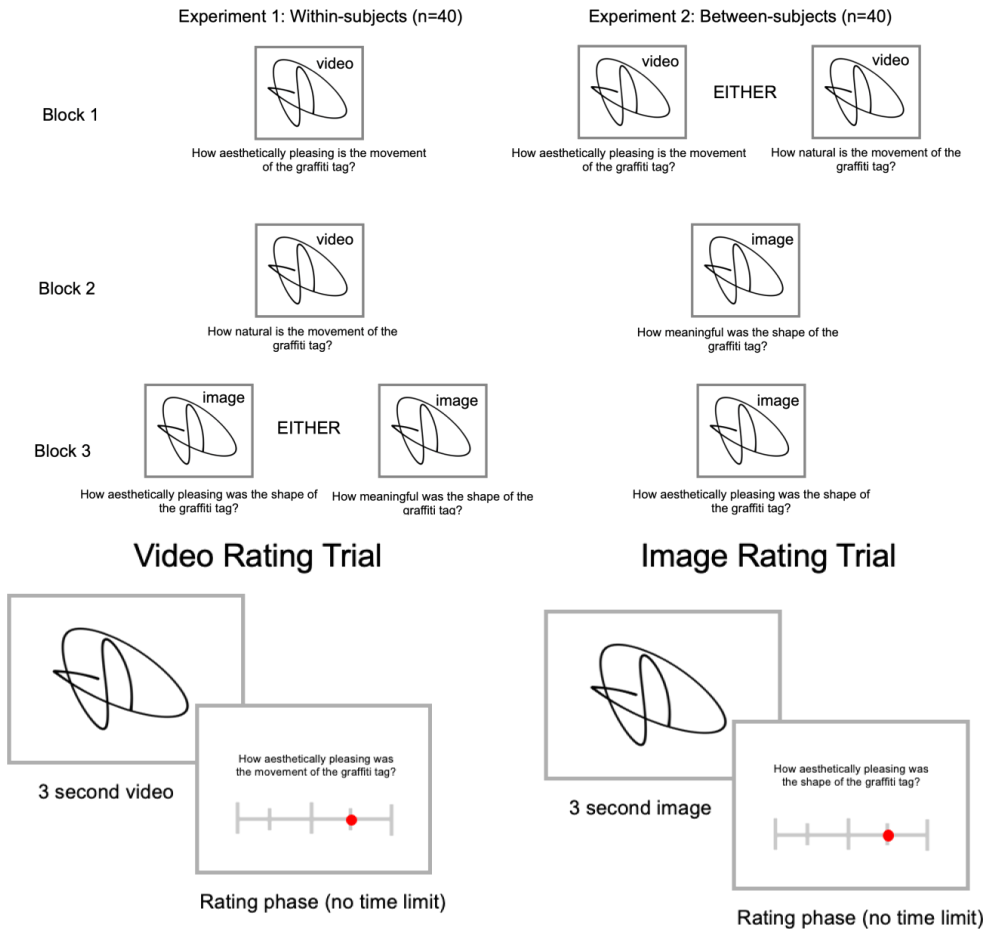 Experiment 1: Within-subjects (n=40)
Experiment 2: Between-subjects (n=40)
Block 1
video
How aesthetically pleasing is the movement
of the graffiti tag?
video
EITHER
video
How aesthetically pleasing is the movement
of the graffiti tag?
How natural is the movement of the
graffiti tag?
Block 2
video
How natural is the movement of the
graffiti tag?
image
How meaningful was the shape of the
graffiti tag?
Block 3
image
EITHER
image
How aesthetically pleasing was the shape of
the graffiti tag?
How meaningful was the shape of the
graffiti tag?
image
How aesthetically pleasing was the shape of
the graffiti tag?
Video Rating Trial
Image Rating Trial
3 second video
How aesthetically pleasing was
the movement of the graffiti tag?
Rating phase (no time limit)
3 second image
How aesthetically pleasing was
the shape of the graffiti tag?
Rating phase (no time limit)